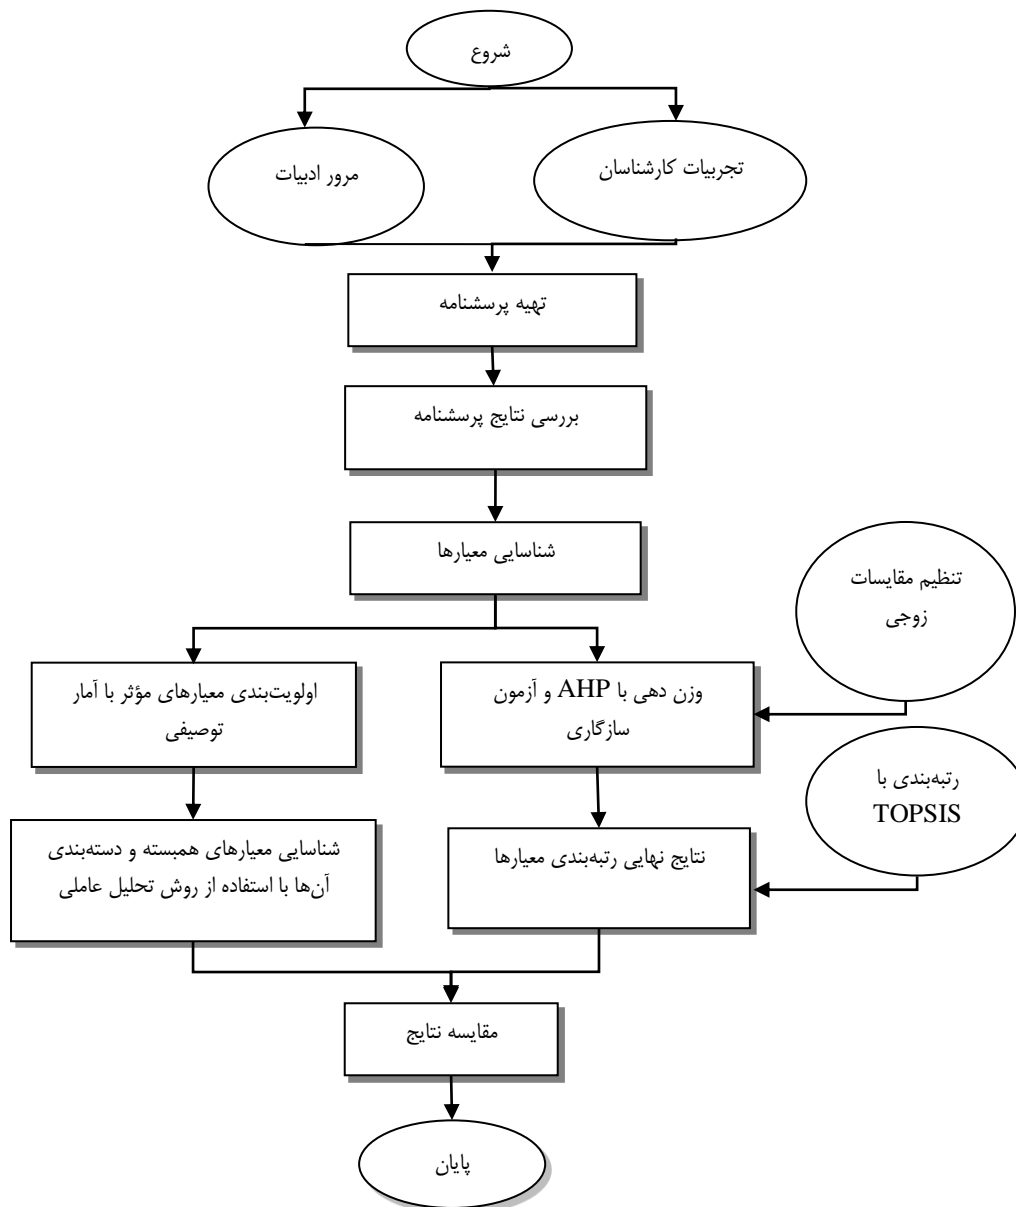 شروع
تجربیات کارشناسان
مرور ادبیات
تهیه پرسشنامه
بررسی نتایج پرسشنامه
شناسایی معیارها
تنظیم مقایسات
زوجی
وزن دهی با AHP و آزمون
سازگاری
اولویت‌بندی معیارهای مؤثر با آمار
توصیفی
رتبه‌بندی با
TOPSIS
نتایج نهایی رتبه‌بندی معیارها
شناسایی معیارهای همبسته و دسته‌بندی
آن‌ها با استفاده از روش تحلیل عاملی
مقایسه نتایج
پایان